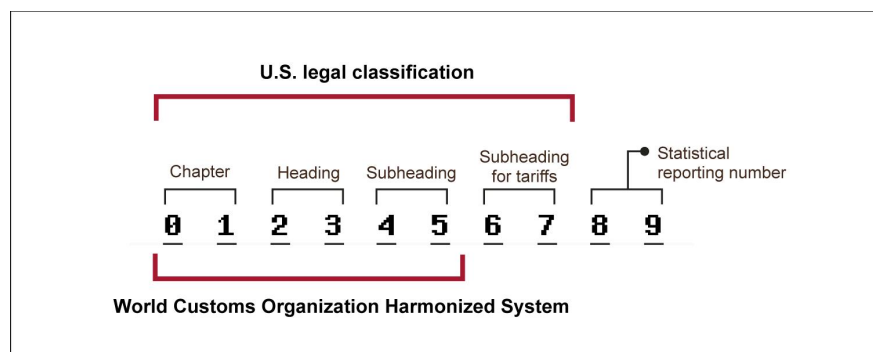 U.S. legal classification
Chapter
Heading
Subheading
Subheading
for tariffs
Statistical
reporting number
0 1 2 3 4 5 6 7 8 9
World Customs Organization Harmonized System